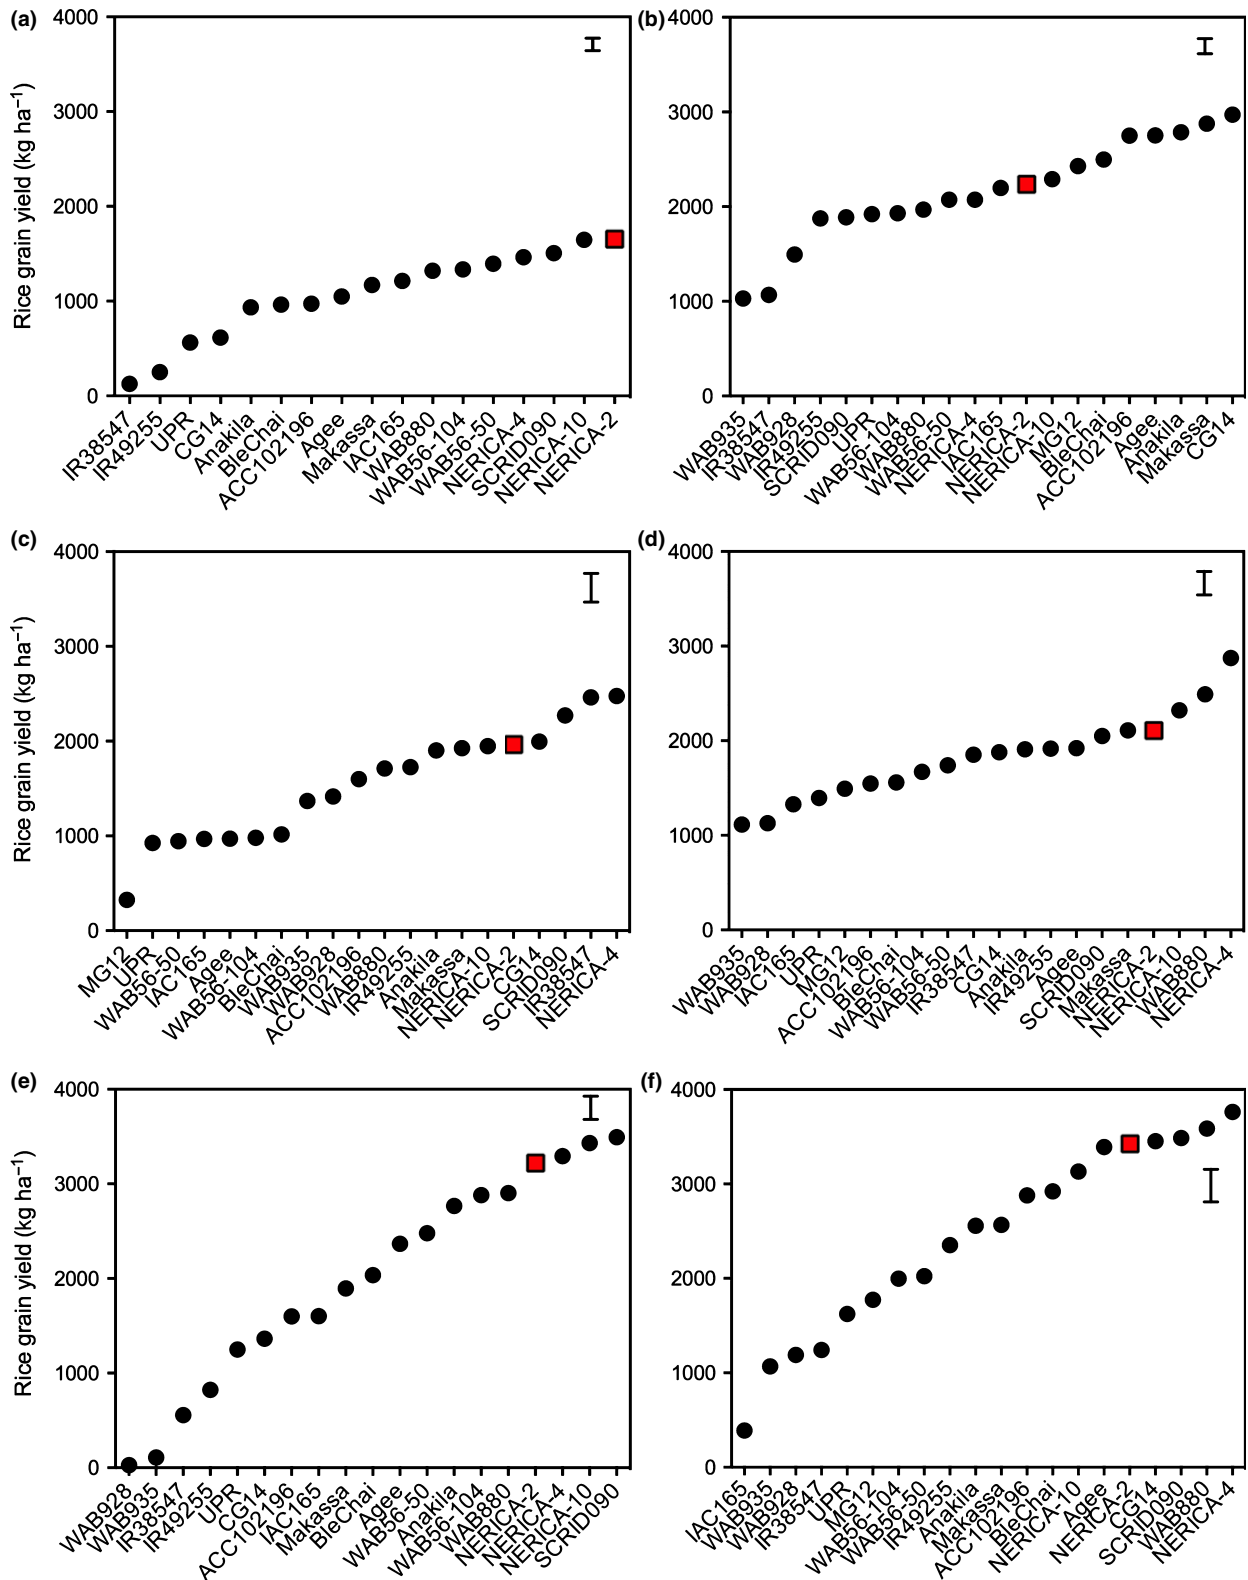 (a)
Rice grain yield (kg ha⁻¹)
4000
3000
2000
1000
0
IR38547
IR49255
UPR
CG14
Anakila
BleChai
ACC102196
Agee
Makassa
IAC165
WAB880
WAB56-104
WAB56-50
NERICA-4
SCRID090
NERICA-10
NERICA-2
(b)
4000
3000
2000
1000
0
WAB935
IR38547
WAB928
IR49255
SCRID090
UPR
WAB56-104
WAB880
WAB56-50
NERICA-4
IAC165
NERICA-2
NERICA-10
MG12
BleChai
ACC102196
Agee
Anakila
Makassa
CG14
(c)
Rice grain yield (kg ha⁻¹)
4000
3000
2000
1000
0
MG12
UPR
WAB56-50
IAC165
Agee
WAB56-104
BleChai
WAB935
WAB928
ACC102196
WAB880
IR49255
Anakila
Makassa
NERICA-10
NERICA-2
CG14
SCRID090
IR38547
NERICA-4
(d)
4000
3000
2000
1000
0
WAB935
WAB928
IAC165
UPR
MG12
ACC102196
BleChai
WAB56-104
WAB56-50
IR38547
CG14
Anakila
IR49255
Agee
SCRID090
Makassa
NERICA-2
NERICA-10
WAB880
NERICA-4
(e)
Rice grain yield (kg ha⁻¹)
4000
3000
2000
1000
0
WAB928
WAB935
IR38547
IR49255
UPR
CG14
ACC102196
IAC165
Makassa
BleChai
Agee
WAB56-50
Anakila
WAB56-104
WAB880
NERICA-2
NERICA-4
NERICA-10
SCRID090
(f)
4000
3000
2000
1000
0
IAC165
WAB935
WAB928
IR38547
UPR
MG12
WAB56-104
WAB56-50
IR49255
Anakila
Makassa
ACC102196
BleChai
NERICA-10
Agee
NERICA-2
CG14
SCRID090
WAB880
NERICA-4